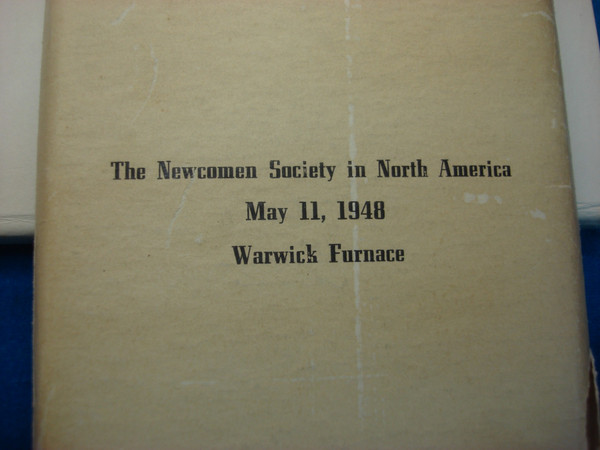 The Newcomen Society in North America
May 11, 1948
Warwick Furnace